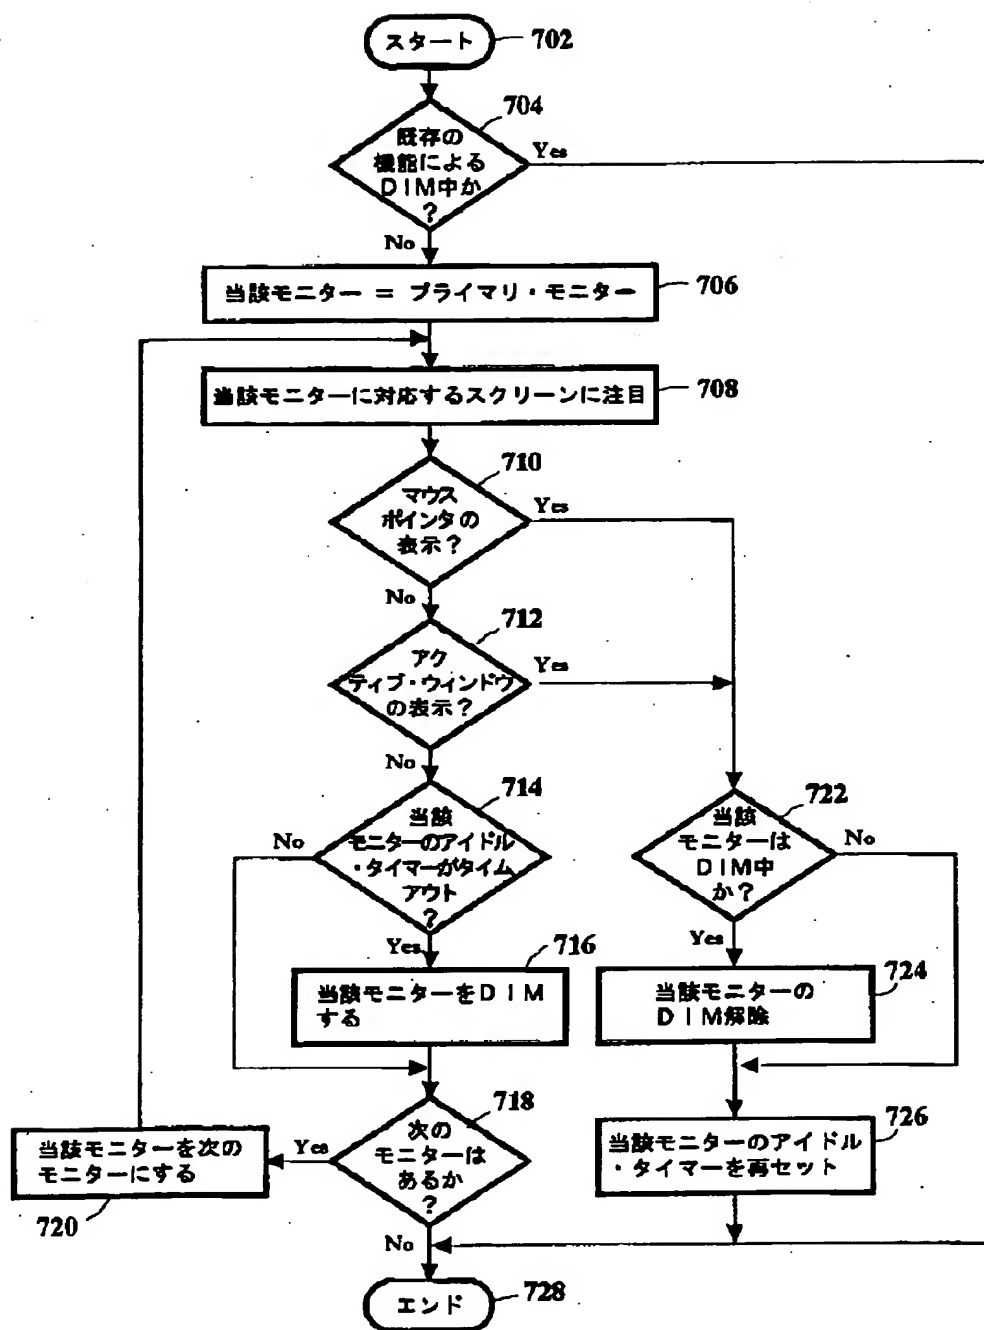 スタート
702
704
既存の
機能による
DIM中か
?
Yes
No
当該モニター = プライマリ・モニター
706
当該モニターに対応するスクリーンに注目
708
710
マウス
ポインタの
表示?
Yes
No
712
アク
ティブ・ウィンドウ
の表示?
Yes
No
714
当該
モニターのアイドル
・タイマーがタイム
アウト
?
No
Yes
722
当該
モニターは
DIM中
か?
No
Yes
716
当該モニターをDIM
する
724
当該モニターの
DIM解除
718
次の
モニターは
あるか
?
Yes
No
当該モニターを次の
モニターにする
720
726
当該モニターのアイドル
・タイマーを再セット
エンド
728